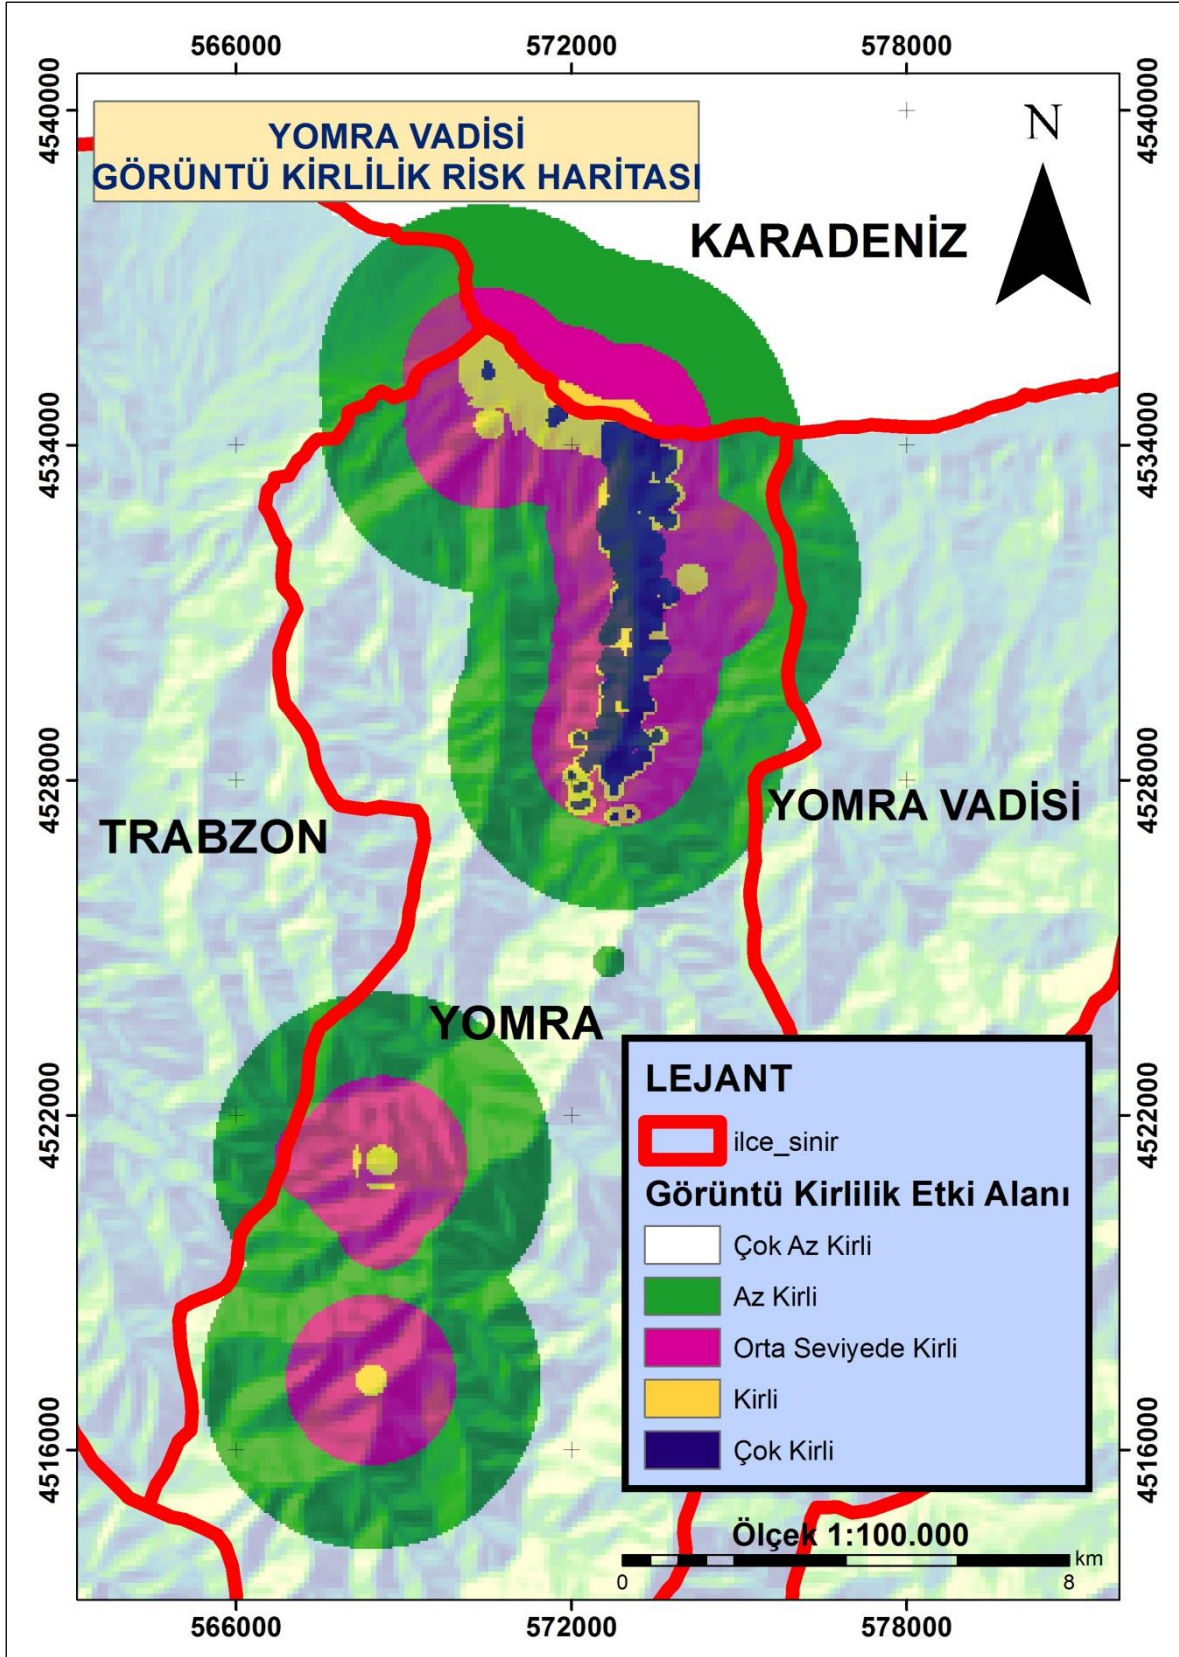 566000 572000 578000
4540000
4540000
YOMRA VADİSİ
GÖRÜNTÜ KİRLİLİK RİSK HARİTASI
N
KARADENİZ
4534000
4534000
4528000
4528000
YOMRA VADİSİ
TRABZON
YOMRA
4522000
4522000
LEJANT
ilce_sinir
Görüntü Kirlilik Etki Alanı
Çok Az Kirli
Az Kirli
Orta Seviyede Kirli
Kirli
Çok Kirli
4516000
4516000
Ölçek 1:100.000
km
0 8
566000 572000 578000